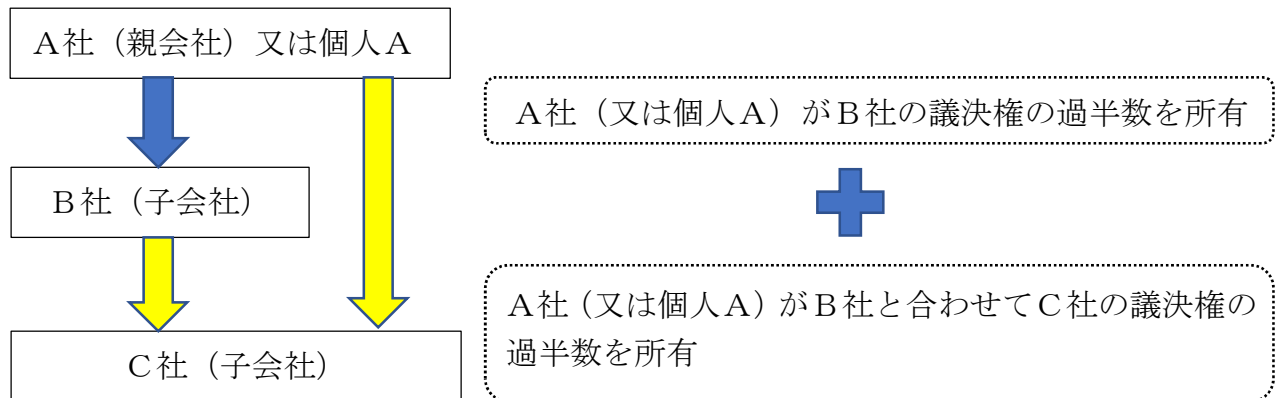 A社（親会社）又は個人A
A社（又は個人A）がB社の議決権の過半数を所有
B社（子会社）
A社（又は個人A）がB社と合わせてC社の議決権の
過半数を所有
C社（子会社）